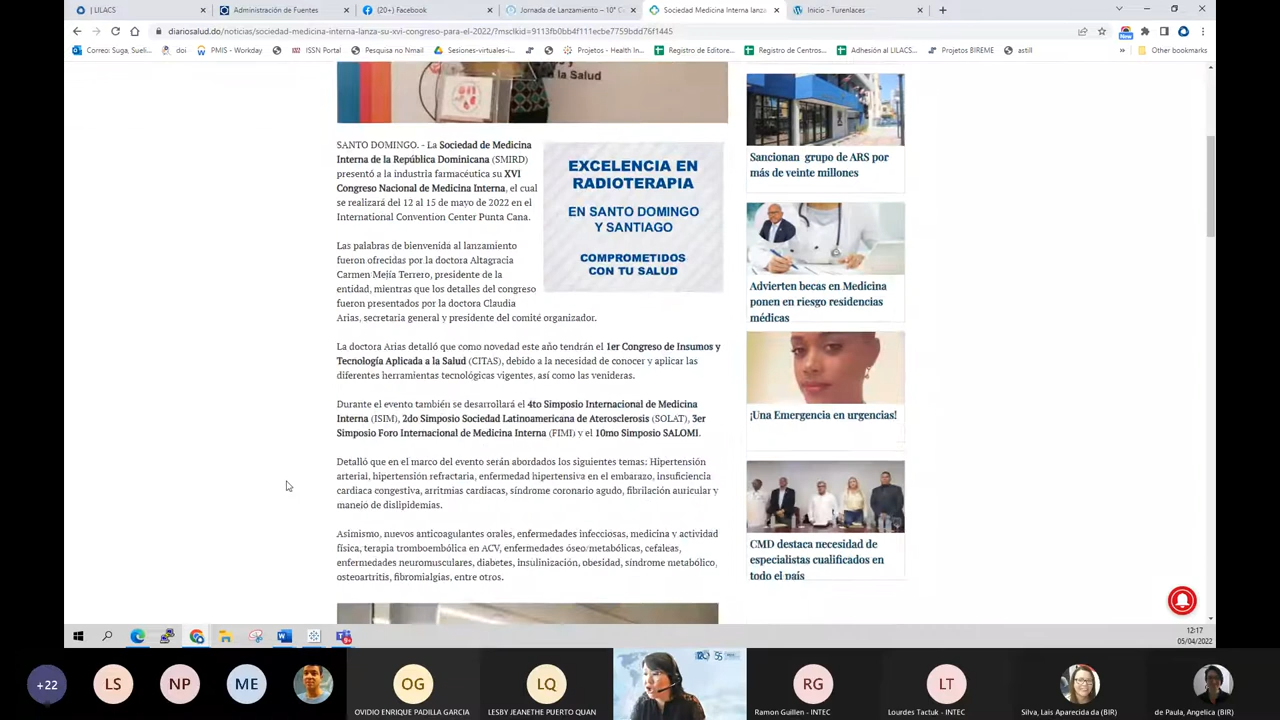 | LILACS
Administración de Fuentes
(20+) Facebook
Jornada de Lanzamiento – 10° C
Sociedad Medicina Interna lanza
Inicio - Turenlaces
diariosalud.do/noticias/sociedad-medicina-interna-lanza-su-xvi-congreso-para-el-2022/?msclkid=9113fb0bb4f111ecbe7759bdd76f1445
New
Correo: Suga, Sueli...
doi
PMIS - Workday
ISSN Portal
Pesquisa no Nmail
Sesiones-virtuales-i...
Projetos - Health In...
Registro de Editore...
Registro de Centros...
Adhesión al LILACS...
Projetos BIREME
astill
Other bookmarks
s y
de la Salud
SANTO DOMINGO. - La Sociedad de Medicina
Interna de la República Dominicana (SMIRD)
presentó a la industria farmacéutica su XVI
Congreso Nacional de Medicina Interna, el cual
se realizará del 12 al 15 de mayo de 2022 en el
International Convention Center Punta Cana.
Las palabras de bienvenida al lanzamiento
fueron ofrecidas por la doctora Altagracia
Carmen Mejía Terrero, presidente de la
entidad, mientras que los detalles del congreso
fueron presentados por la doctora Claudia
Arias, secretaria general y presidente del comité organizador.
La doctora Arias detalló que como novedad este año tendrán el 1er Congreso de Insumos y
Tecnología Aplicada a la Salud (CITAS), debido a la necesidad de conocer y aplicar las
diferentes herramientas tecnológicas vigentes, así como las venideras.
Durante el evento también se desarrollará el 4to Simposio Internacional de Medicina
Interna (ISIM), 2do Simposio Sociedad Latinoamericana de Aterosclerosis (SOLAT), 3er
Simposio Foro Internacional de Medicina Interna (FIMI) y el 10mo Simposio SALOMI.
Detalló que en el marco del evento serán abordados los siguientes temas: Hipertensión
arterial, hipertensión refractaria, enfermedad hipertensiva en el embarazo, insuficiencia
cardiaca congestiva, arritmias cardiacas, síndrome coronario agudo, fibrilación auricular y
manejo de dislipidemias.
Asimismo, nuevos anticoagulantes orales, enfermedades infecciosas, medicina y actividad
física, terapia tromboembólica en ACV, enfermedades óseo/metabólicas, cefaleas,
enfermedades neuromusculares, diabetes, insulinización, obesidad, síndrome metabólico,
osteoartritis, fibromialgias, entre otros.
EXCELENCIA EN
RADIOTERAPIA
EN SANTO DOMINGO
Y SANTIAGO
COMPROMETIDOS
CON TU SALUD
Sancionan grupo de ARS por
más de veinte millones
Advierten becas en Medicina
ponen en riesgo residencias
médicas
¡Una Emergencia en urgencias!
CMD destaca necesidad de
especialistas cualificados en
todo el país
12:17
05/04/2022
+22
LS
NP
ME
OG
OVIDIO ENRIQUE PADILLA GARCIA
LQ
LESBY JEANETHE PUERTO QUAN
120
55
RG
Ramon Guillen - INTEC
LT
Lourdes Tactuk - INTEC
Silva, Lais Aparecida da (BIR)
de Paula, Angelica (BIR)